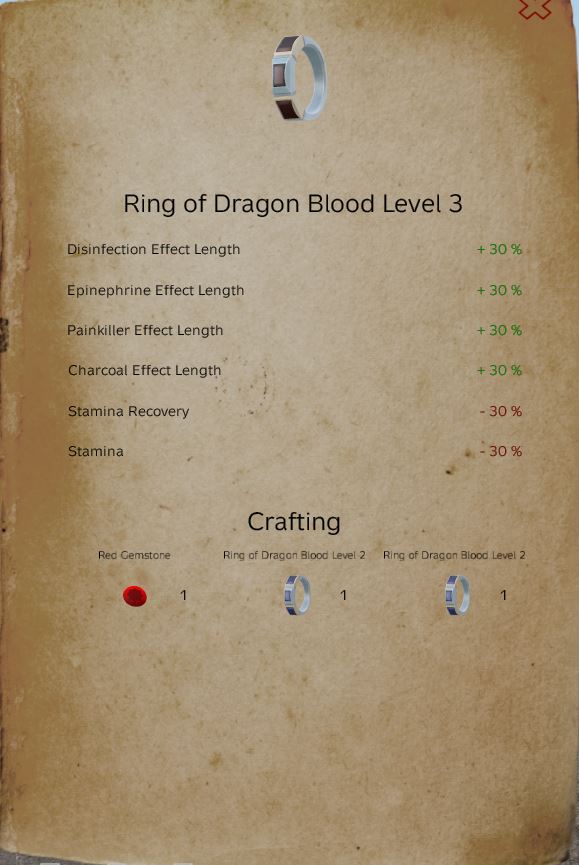 Ring of Dragon Blood Level 3
Disinfection Effect Length + 30 %
Epinephrine Effect Length + 30 %
Painkiller Effect Length + 30 %
Charcoal Effect Length + 30 %
Stamina Recovery - 30 %
Stamina - 30 %
Crafting
Red Gemstone Ring of Dragon Blood Level 2 Ring of Dragon Blood Level 2
1 1 1